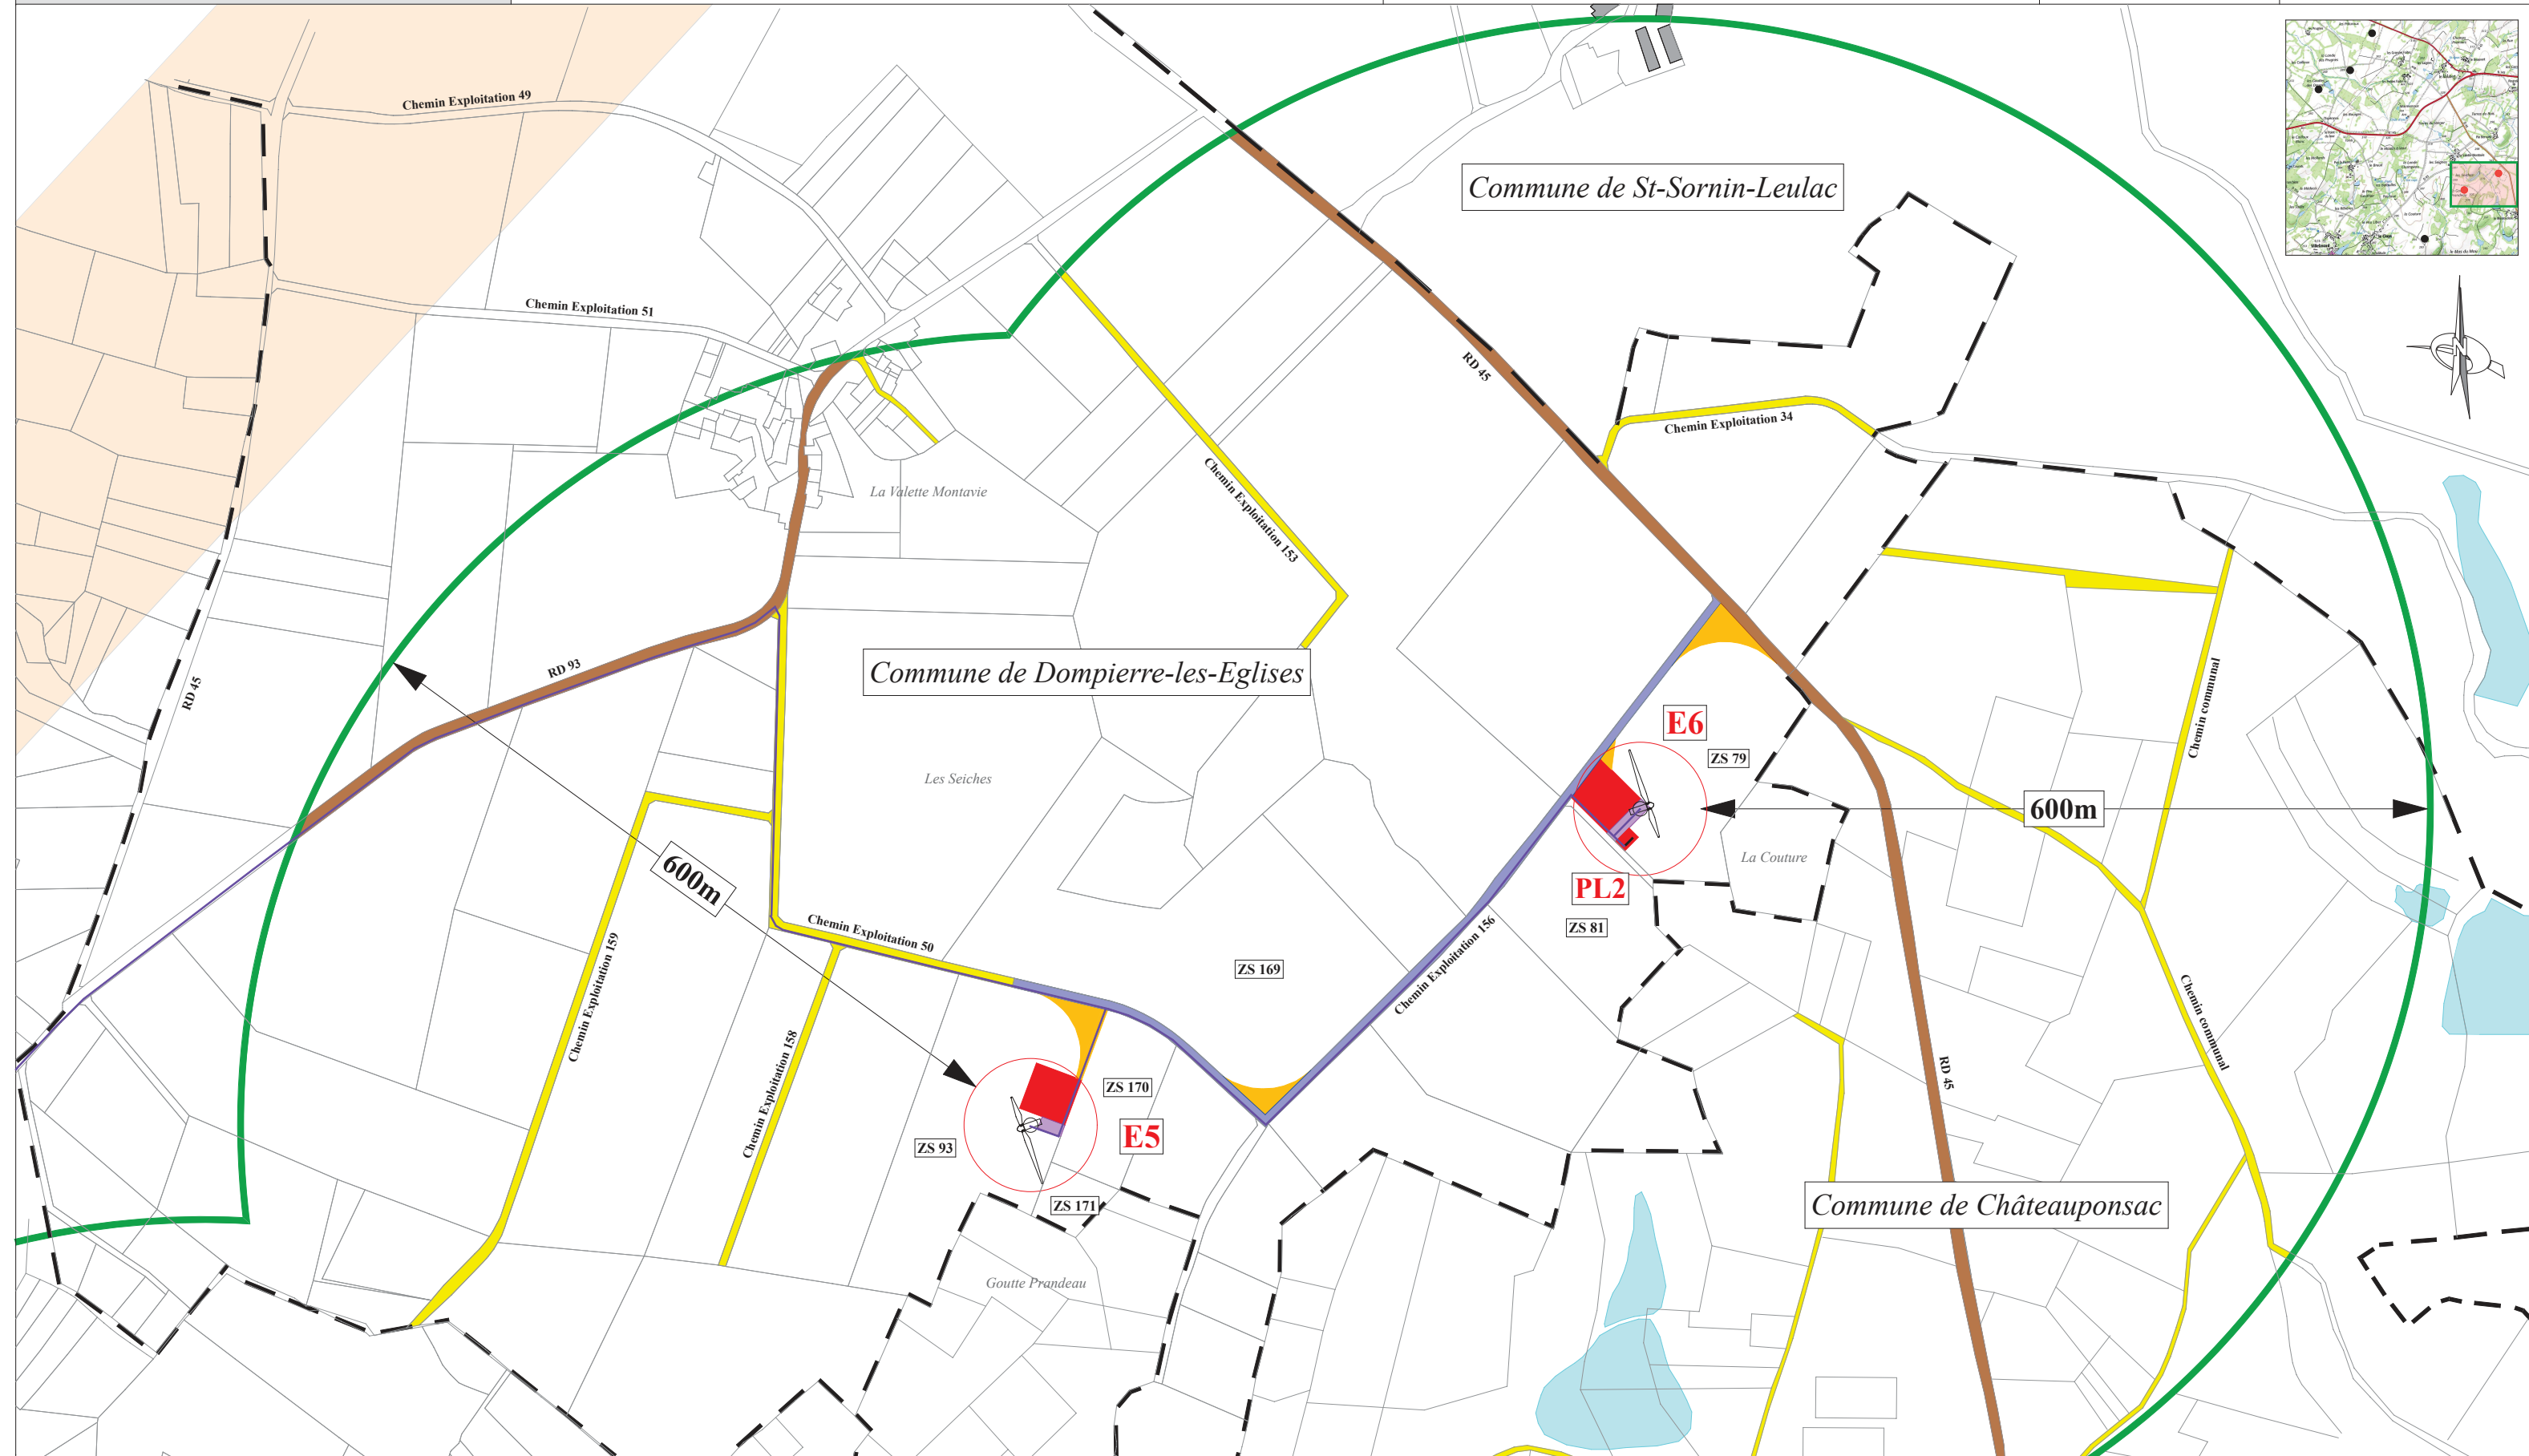 Chemin Exploitation 49
Commune de St-Sornin-Leulac
Chemin Exploitation 51
RD 45
Chemin Exploitation 34
La Valette Montavie
Chemin Exploitation 153
N
RD 93
RD 45
Commune de Dompierre-les-Eglises
Chemin communal
E6
ZS 79
Les Seiches
600m
600m
La Couture
PL2
ZS 81
Chemin Exploitation 50
Chemin Exploitation 159
ZS 169
Chemin Exploitation 156
Chemin communal
Chemin Exploitation 158
RD 45
ZS 170
E5
ZS 93
ZS 171
Commune de Châteauponsac
Goutte Prandeau